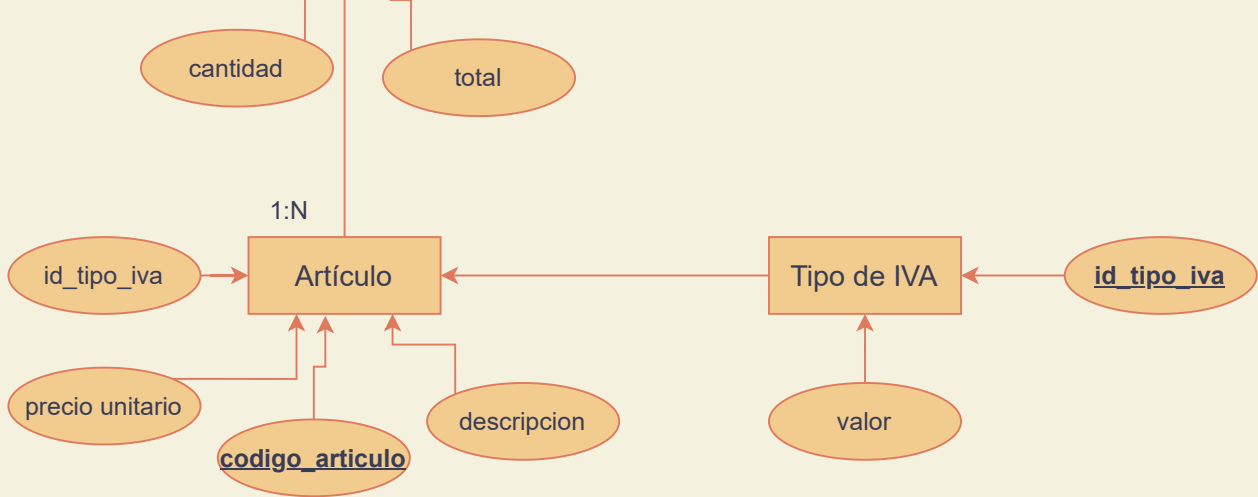 cantidad
total
1:N
id_tipo_iva
Artículo
Tipo de IVA
id_tipo_iva
precio unitario
codigo_articulo
descripcion
valor